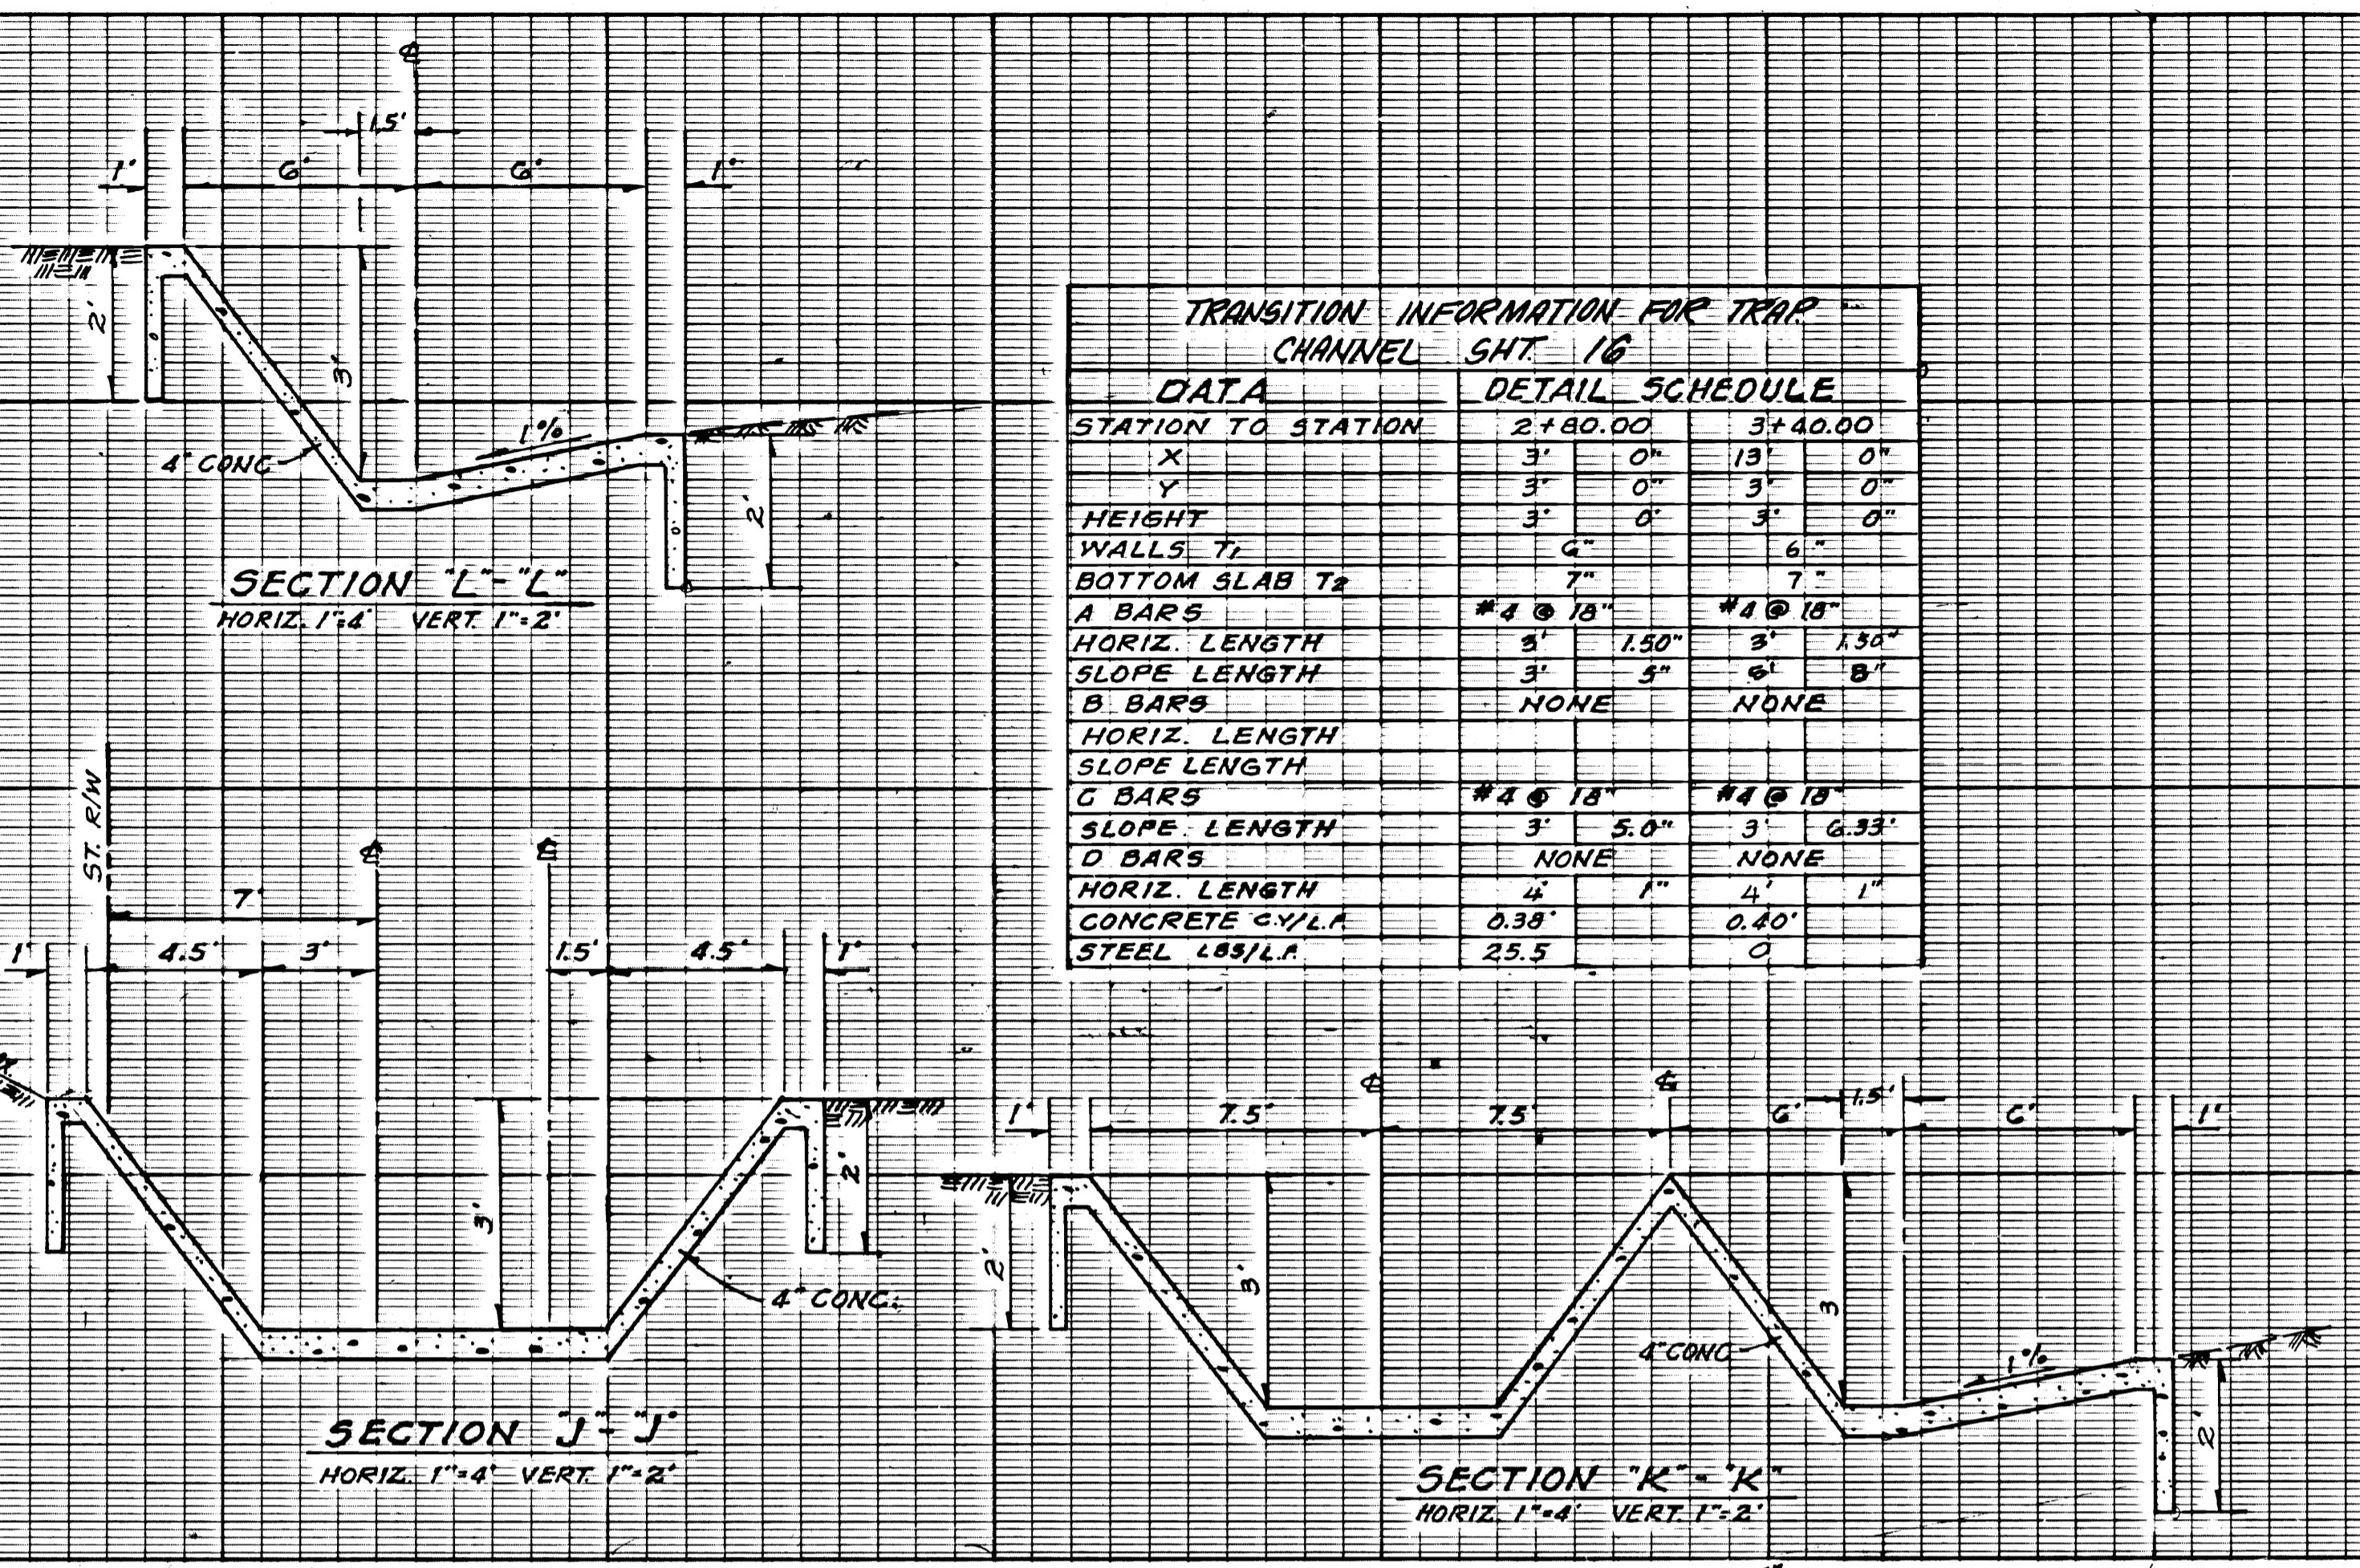 ℄
1.5'
1' 6' 6' 1'
2'
3'
1%
4" CONC
2'
SECTION "L"-"L"
HORIZ. 1"=4' VERT. 1"=2'
TRANSITION INFORMATION FOR TRAP.
CHANNEL SHT. 16
DATA DETAIL SCHEDULE
STATION TO STATION 2+80.00 3+40.00
X 3' 0" 13' 0"
Y 3' 0" 3' 0"
HEIGHT 3' 0' 3' 0"
WALLS T1 6" 6"
BOTTOM SLAB T2 7" 7"
A BARS #4 @ 18" #4 @ 18"
HORIZ. LENGTH 3' 1.50" 3' 1.50"
SLOPE LENGTH 3' 5" 8"
B BARS NONE NONE
HORIZ. LENGTH
SLOPE LENGTH
C BARS #4 @ 18" #4 @ 18"
SLOPE LENGTH 3' 5.0" 3' 6.33'
D BARS NONE NONE
HORIZ. LENGTH 4' 1" 4' 1"
CONCRETE C.Y/L.F. 0.38' 0.40'
STEEL LBS/L.F. 25.5 0
ST. R/W
℄ ℄
7'
1' 4.5' 3' 1.5' 4.5' 1'
3'
2'
4" CONC.
SECTION "J"-"J"
HORIZ. 1"=4' VERT. 1"=2'
℄ ℄
1' 7.5' 7.5' 6' 1.5' 6' 1'
2'
3'
3
4" CONC
1%
2'
SECTION "K"-"K"
HORIZ. 1"=4' VERT. 1"=2'